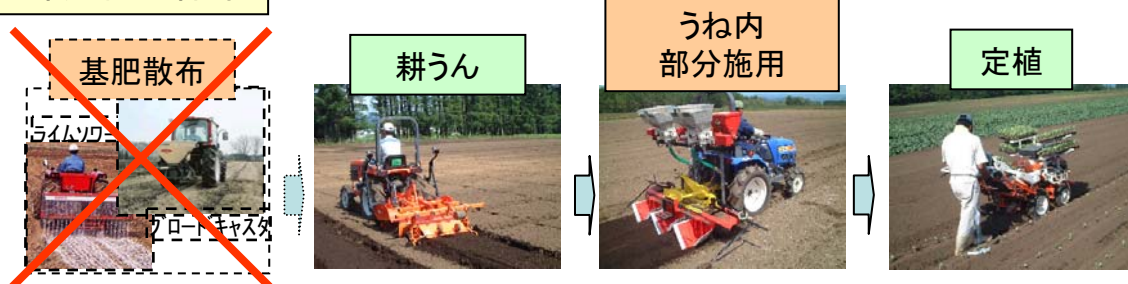 基肥散布
ライムソワー
ブロードキャスタ
耕うん
うね内
部分施用
定植